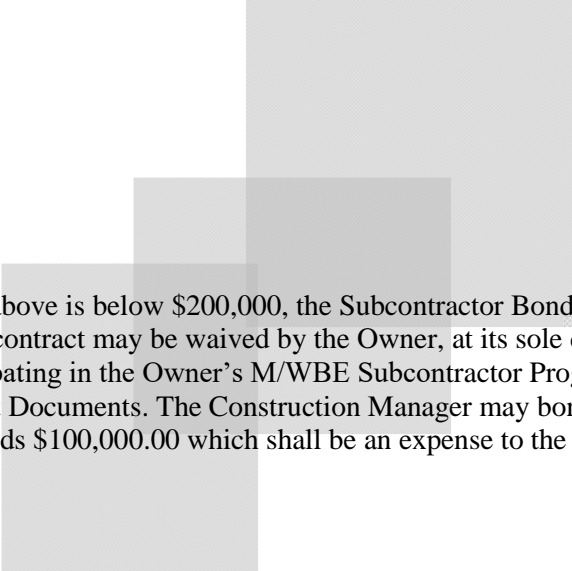 above is below $200,000, the Subcontractor Bond
contract may be waived by the Owner, at its sole
pating in the Owner’s M/WBE Subcontractor Prog
Documents. The Construction Manager may bon
ds $100,000.00 which shall be an expense to the